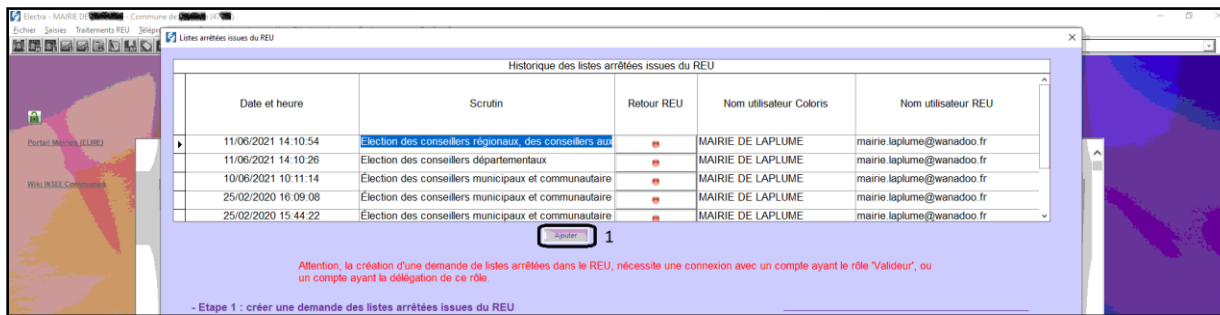 Electra - MAIRIE DE - Commune de (47
Fichier Saisies Traitements REU Télépr
Listes arrêtées issues du REU
Historique des listes arrêtées issues du REU
Date et heure Scrutin Retour REU Nom utilisateur Coloris Nom utilisateur REU
11/06/2021 14:10:54 Election des conseillers régionaux, des conseillers aux MAIRIE DE LAPLUME mairie.laplume@wanadoo.fr
11/06/2021 14:10:26 Election des conseillers départementaux MAIRIE DE LAPLUME mairie.laplume@wanadoo.fr
10/06/2021 10:11:14 Élection des conseillers municipaux et communautaire MAIRIE DE LAPLUME mairie.laplume@wanadoo.fr
25/02/2020 16:09:08 Élection des conseillers municipaux et communautaire MAIRIE DE LAPLUME mairie.laplume@wanadoo.fr
25/02/2020 15:44:22 Élection des conseillers municipaux et communautaire MAIRIE DE LAPLUME mairie.laplume@wanadoo.fr
Portail Mairies (ELIRE)
Wiki INSEE Communes
Ajouter 1
Attention, la création d'une demande de listes arrêtées dans le REU, nécessite une connexion avec un compte ayant le rôle 'Valideur', ou
un compte ayant la délégation de ce rôle.
- Etape 1 : créer une demande des listes arrêtées issues du REU